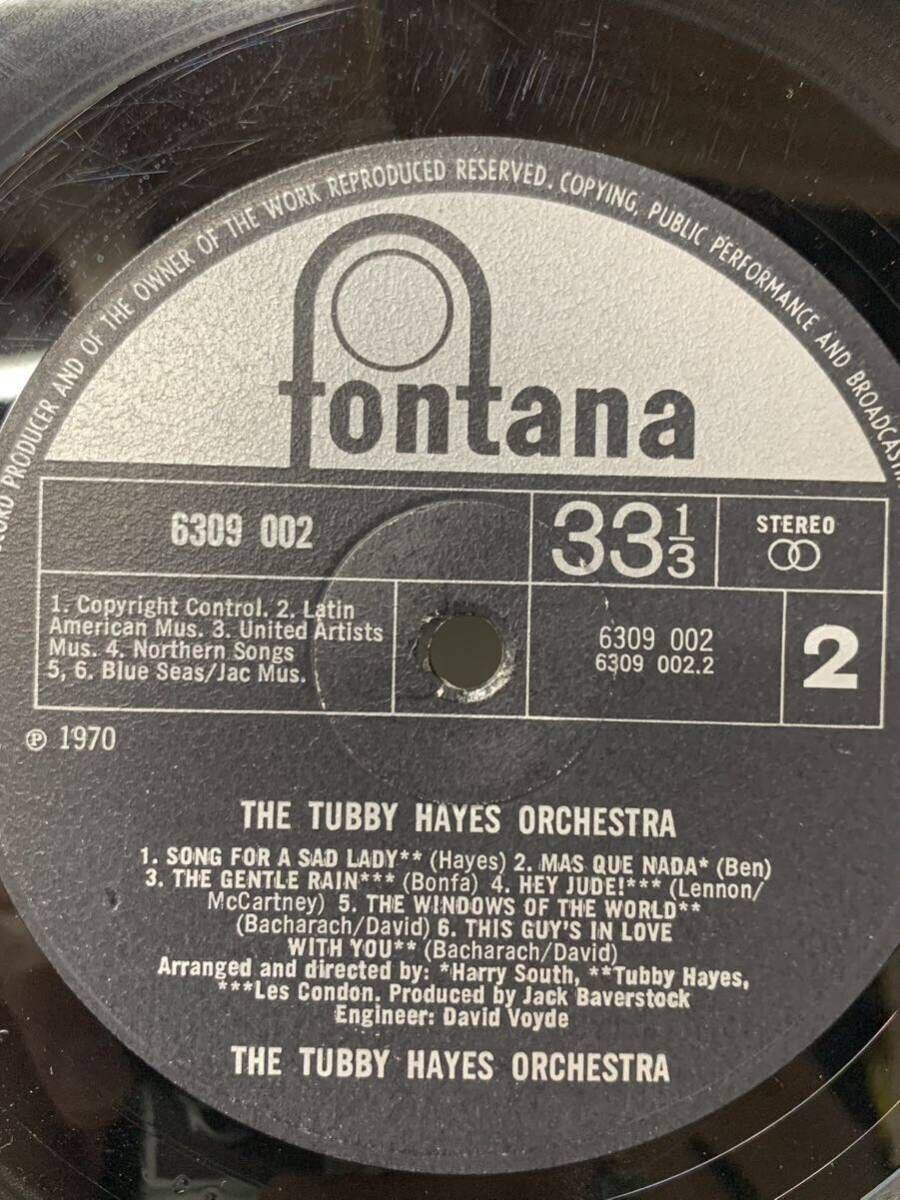 CORD PRODUCER AND OF THE OWNER OF THE WORK REPRODUCED RESERVED. COPYING, PUBLIC PERFORMANCE AND BROADCASTIN
fontana
6309 002
33 1/3
STEREO
1. Copyright Control. 2. Latin
American Mus. 3. United Artists
Mus. 4. Northern Songs
5, 6. Blue Seas/Jac Mus.
6309 002
6309 002.2
2
℗ 1970
THE TUBBY HAYES ORCHESTRA
1. SONG FOR A SAD LADY** (Hayes) 2. MAS QUE NADA* (Ben)
3. THE GENTLE RAIN*** (Bonfa) 4. HEY JUDE!*** (Lennon/
McCartney) 5. THE WINDOWS OF THE WORLD**
(Bacharach/David) 6. THIS GUY'S IN LOVE
WITH YOU** (Bacharach/David)
Arranged and directed by: *Harry South, **Tubby Hayes,
***Les Condon. Produced by Jack Baverstock
Engineer: David Voyde
THE TUBBY HAYES ORCHESTRA